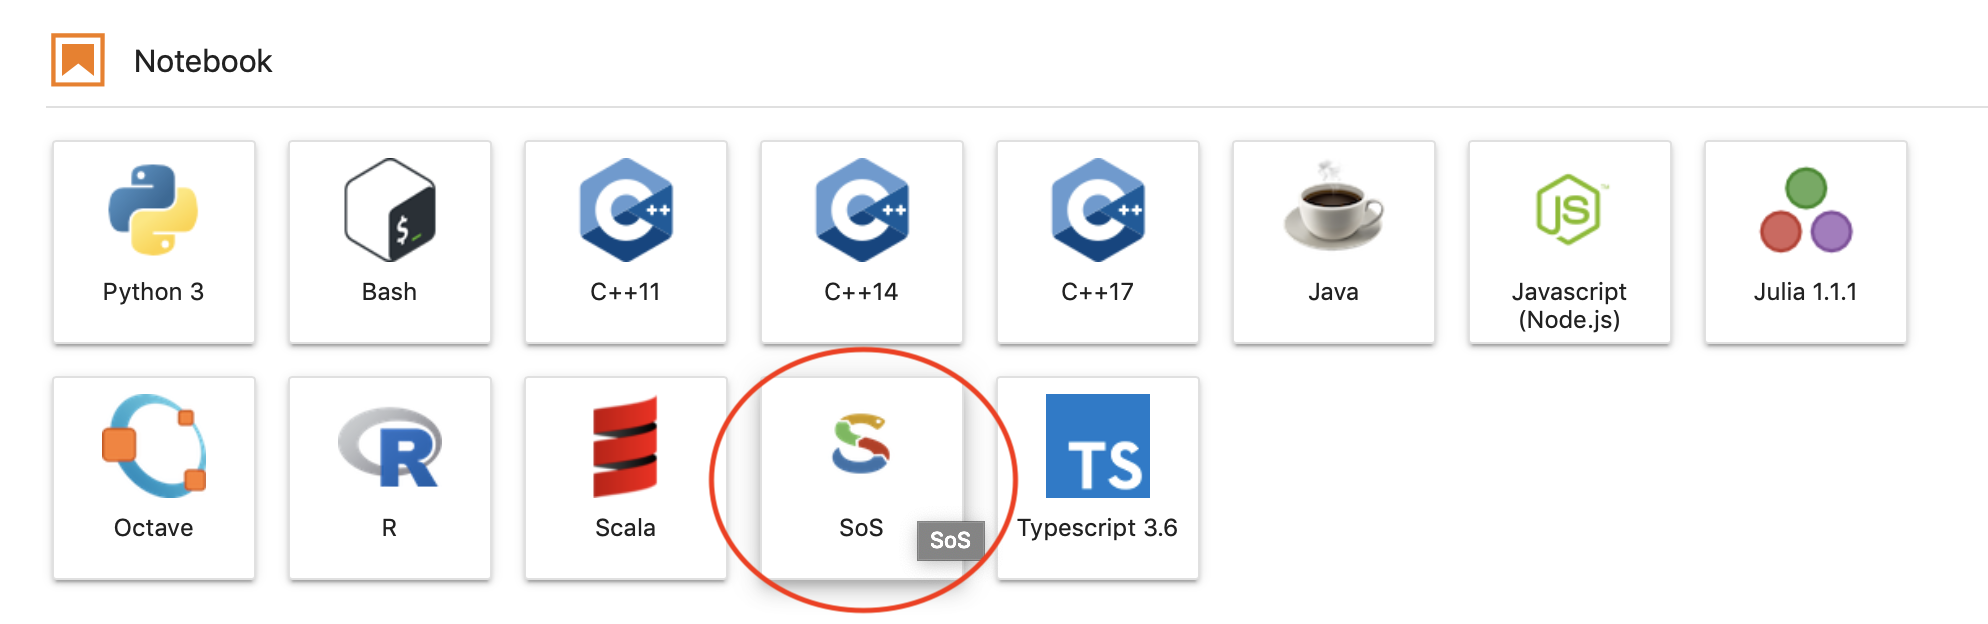 Notebook
Python 3
$_
Bash
C++
C++11
C++
C++14
C++
C++17
Java
JS™
Javascript
(Node.js)
Julia 1.1.1
Octave
R
R
Scala
SoS
SoS
TS
Typescript 3.6